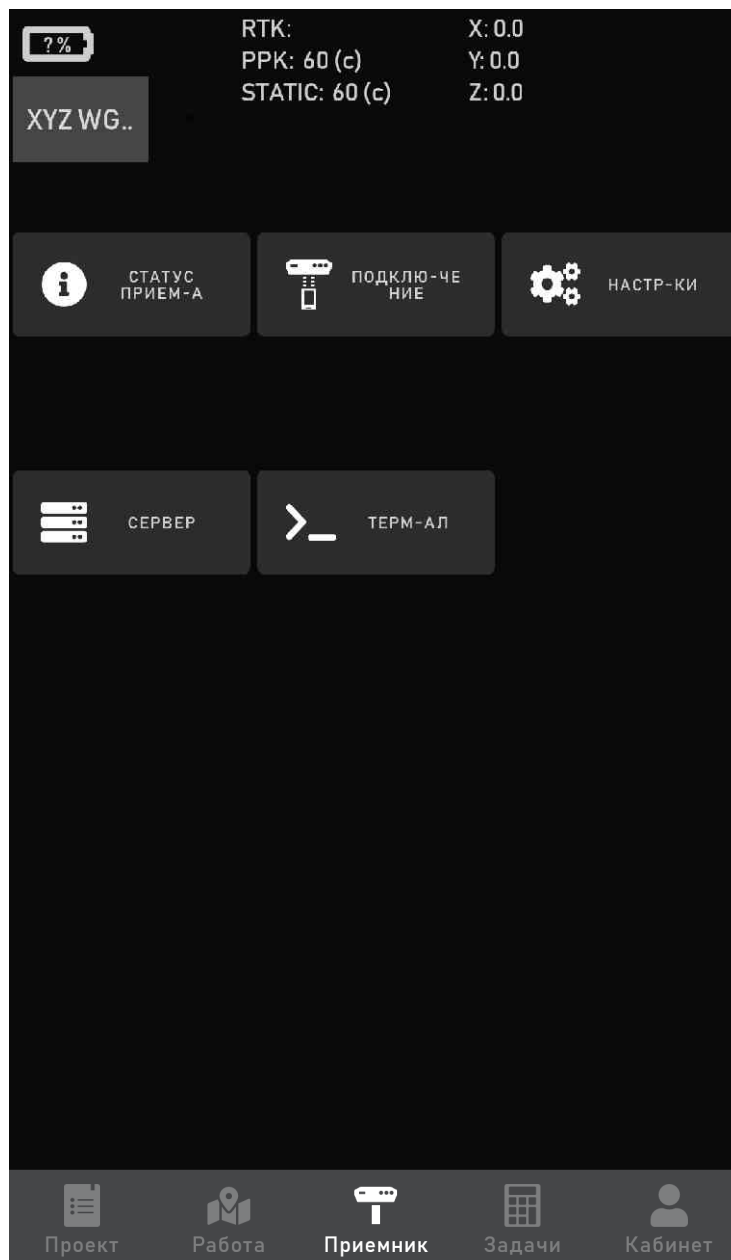 ?%
RTK:
PPK: 60 (c)
STATIC: 60 (c)
X: 0.0
Y: 0.0
Z: 0.0
XYZ WG..
СТАТУС
ПРИЕМ-А
ПОДКЛЮ-ЧЕ
НИЕ
НАСТР-КИ
СЕРВЕР
ТЕРМ-АЛ
Проект
Работа
Приемник
Задачи
Кабинет